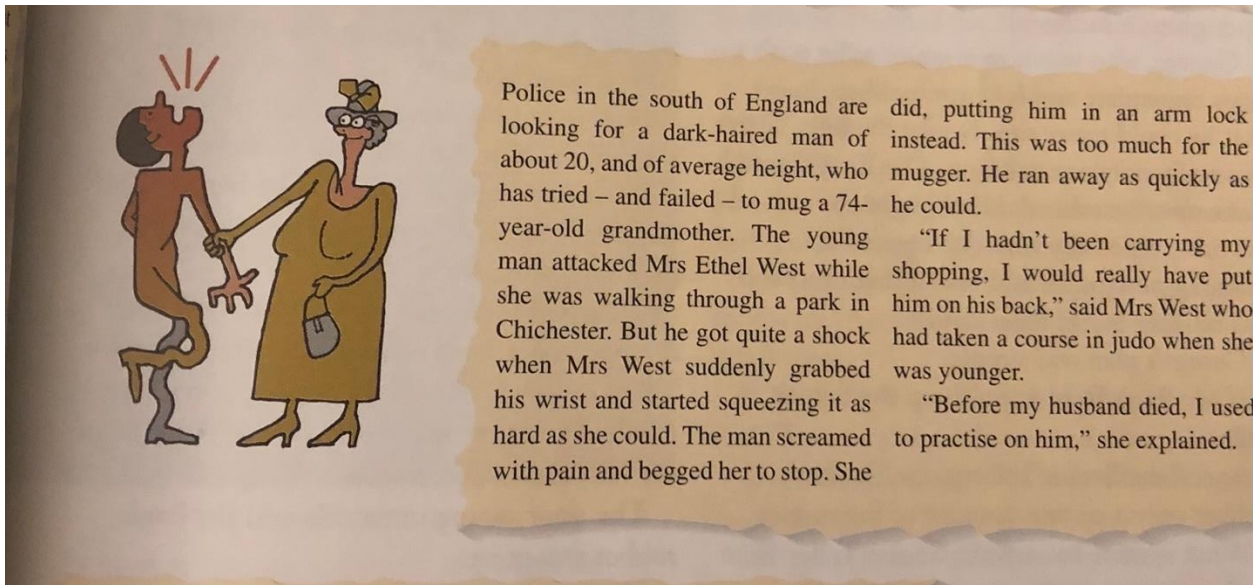 Police in the south of England are
looking for a dark-haired man of
about 20, and of average height, who
has tried – and failed – to mug a 74-
year-old grandmother. The young
man attacked Mrs Ethel West while
she was walking through a park in
Chichester. But he got quite a shock
when Mrs West suddenly grabbed
his wrist and started squeezing it as
hard as she could. The man screamed
with pain and begged her to stop. She
did, putting him in an arm lock
instead. This was too much for the
mugger. He ran away as quickly as
he could.
“If I hadn’t been carrying my
shopping, I would really have put
him on his back,” said Mrs West who
had taken a course in judo when she
was younger.
“Before my husband died, I used
to practise on him,” she explained.